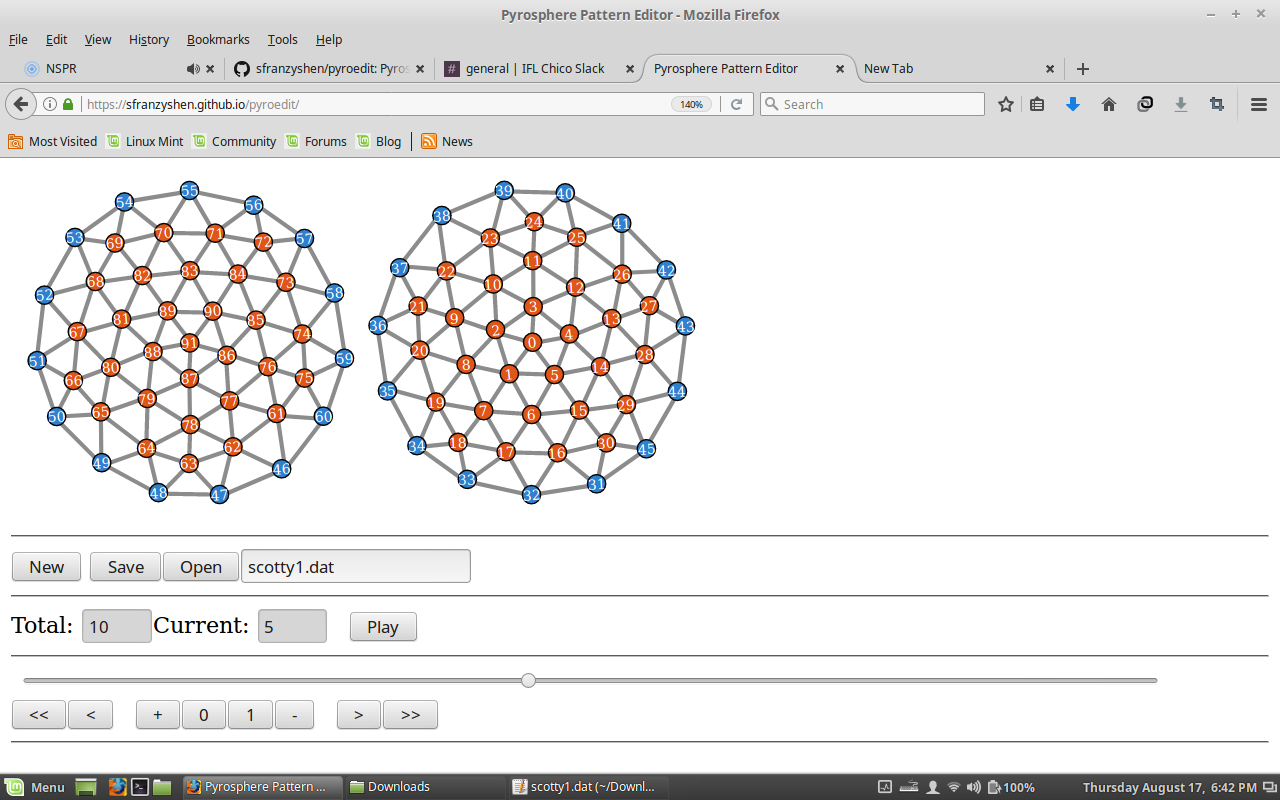 Pyrosphere Pattern Editor - Mozilla Firefox
File Edit View History Bookmarks Tools Help
NSPR sfranzyshen/pyroedit: Pyros general | IFL Chico Slack Pyrosphere Pattern Editor New Tab
https://sfranzyshen.github.io/pyroedit/ 140% Search
Most Visited Linux Mint Community Forums Blog News
55 39 40
54 56 38 24 41
53 69 70 71 72 57 23 25
37 22 11 26 42
68 82 83 84 73 10 12
52 89 90 58 21 9 3 13 27
67 81 85 74 36 2 4 43
51 88 91 86 59 20 0 28
66 80 87 76 75 8 1 5 14
50 65 79 77 61 60 35 19 7 6 15 29 44
78
49 64 63 62 46 34 18 17 16 30 45
48 47 33 32 31
New Save Open scotty1.dat
Total: 10 Current: 5 Play
<< < + 0 1 - > >>
Menu Pyrosphere Pattern ... Downloads scotty1.dat (~/Downl... 100% Thursday August 17, 6:42 PM